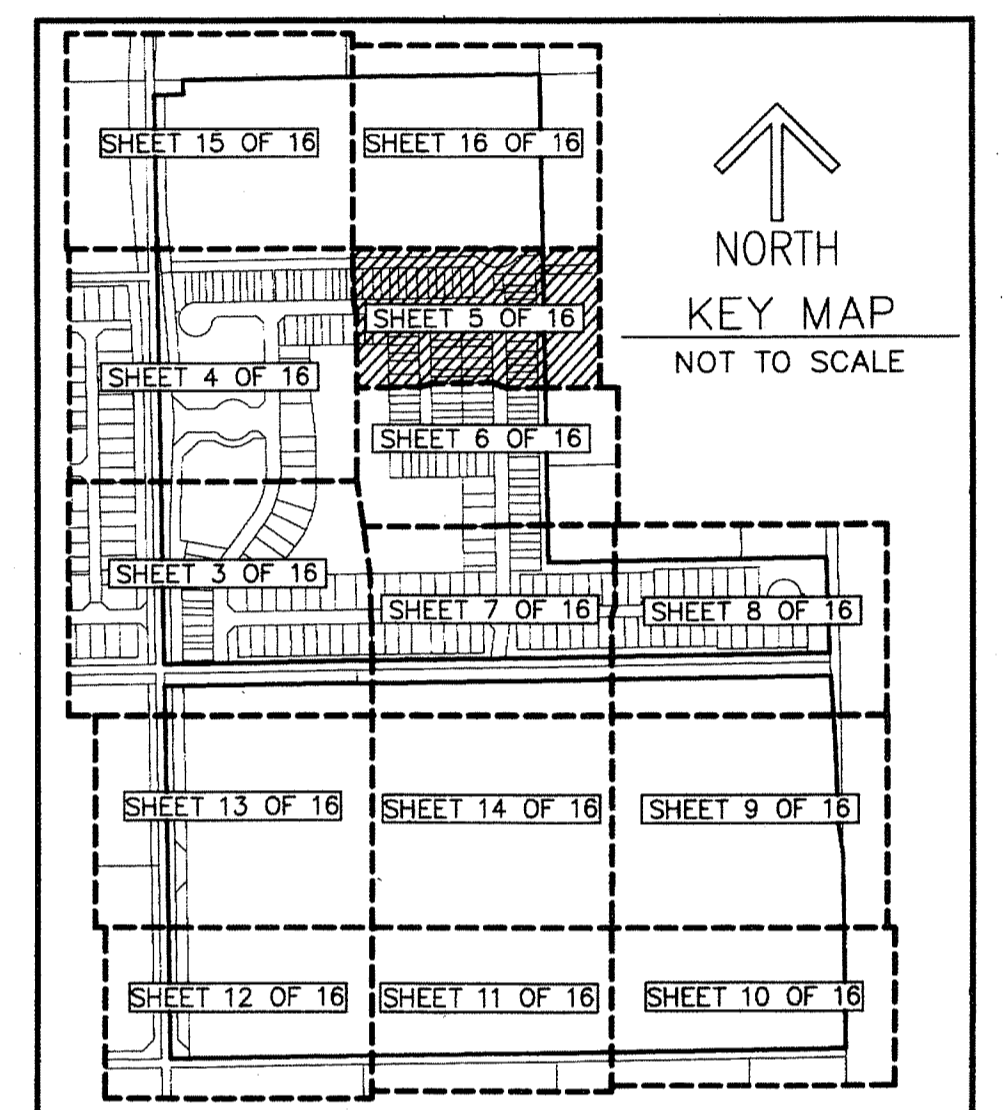 SHEET 15 OF 16
SHEET 16 OF 16
NORTH
KEY MAP
NOT TO SCALE
SHEET 5 OF 16
SHEET 4 OF 16
SHEET 6 OF 16
SHEET 3 OF 16
SHEET 7 OF 16
SHEET 8 OF 16
SHEET 13 OF 16
SHEET 14 OF 16
SHEET 9 OF 16
SHEET 12 OF 16
SHEET 11 OF 16
SHEET 10 OF 16